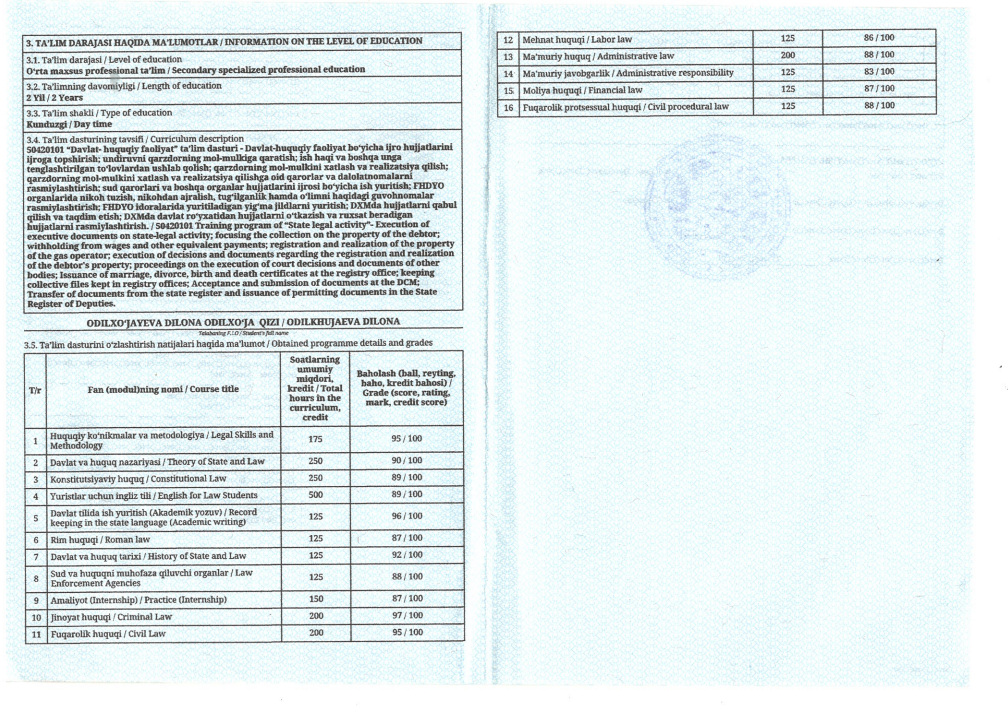 3. TA'LIM DARAJASI HAQIDA MA'LUMOTLAR / INFORMATION ON THE LEVEL OF EDUCATION
3.1. Ta'lim darajasi / Level of education
O'rta maxsus professional ta'lim / Secondary specialized professional education
3.2. Ta'limning davomiyligi / Length of education
2 Yil / 2 Years
3.3. Ta'lim shakli / Type of education
Kunduzgi / Day time
3.4. Ta'lim dasturining tavsifi / Curriculum description
50420101 "Davlat- huquqiy faoliyat" ta'lim dasturi - Davlat-huquqiy faoliyat bo'yicha ijro hujjatlarini
ijroga topshirish; undiruvni qarzdorning mol-mulkiga qaratish; ish haqi va boshqa unga
tenglashtirilgan to'lovlardan ushlab qolish; qarzdorning mol-mulkini xatlash va realizatsiya qilish;
qarzdorning mol-mulkini xatlash va realizatsiya qilishga oid qarorlar va dalolatnomalarni
rasmiylashtirish; sud qarorlari va boshqa organlar hujjatlarini ijrosi bo'yicha ish yuritish; FHDYO
organlarida nikoh tuzish, nikohdan ajralish, tug'ilganlik hamda o'limni haqidagi guvohnomalar
rasmiylashtirish; FHDYO idoralarida yuritiladigan yig'ma jildlarni yuritish; DXMda hujjatlarni qabul
qilish va taqdim etish; DXMda davlat ro'yxatidan hujjatlarni o'tkazish va ruxsat beradigan
hujjatlarni rasmiylashtirish. / 50420101 Training program of "State legal activity"- Execution of
executive documents on state-legal activity; focusing the collection on the property of the debtor;
withholding from wages and other equivalent payments; registration and realization of the property
of the gas operator; execution of decisions and documents regarding the registration and realization
of the debtor's property; proceedings on the execution of court decisions and documents of other
bodies; Issuance of marriage, divorce, birth and death certificates at the registry office; keeping
collective files kept in registry offices; Acceptance and submission of documents at the DCM;
Transfer of documents from the state register and issuance of permitting documents in the State
Register of Deputies.
ODILXO'JAYEVA DILONA ODILXO'JA QIZI / ODILKHUJAEVA DILONA
Talabaning F.I.O / Student's full name
3.5. Ta'lim dasturini o'zlashtirish natijalari haqida ma'lumot / Obtained programme details and grades
T/r Fan (modul)ning nomi / Course title Soatlarning umumiy miqdori, kredit / Total hours in the curriculum, credit Baholash (ball, reyting, baho, kredit bahosi) / Grade (score, rating, mark, credit score)
1 Huquqiy ko'nikmalar va metodologiya / Legal Skills and Methodology 175 95 / 100
2 Davlat va huquq nazariyasi / Theory of State and Law 250 90 / 100
3 Konstitutsiyaviy huquq / Constitutional Law 250 89 / 100
4 Yuristlar uchun ingliz tili / English for Law Students 500 89 / 100
5 Davlat tilida ish yuritish (Akademik yozuv) / Record keeping in the state language (Academic writing) 125 96 / 100
6 Rim huquqi / Roman law 125 87 / 100
7 Davlat va huquq tarixi / History of State and Law 125 92 / 100
8 Sud va huquqni muhofaza qiluvchi organlar / Law Enforcement Agencies 125 88 / 100
9 Amaliyot (Internship) / Practice (Internship) 150 87 / 100
10 Jinoyat huquqi / Criminal Law 200 97 / 100
11 Fuqarolik huquqi / Civil Law 200 95 / 100
12 Mehnat huquqi / Labor law 125 86 / 100
13 Ma'muriy huquq / Administrative law 200 88 / 100
14 Ma'muriy javobgarlik / Administrative responsibility 125 83 / 100
15 Moliya huquqi / Financial law 125 87 / 100
16 Fuqarolik protsessual huquqi / Civil procedural law 125 88 / 100